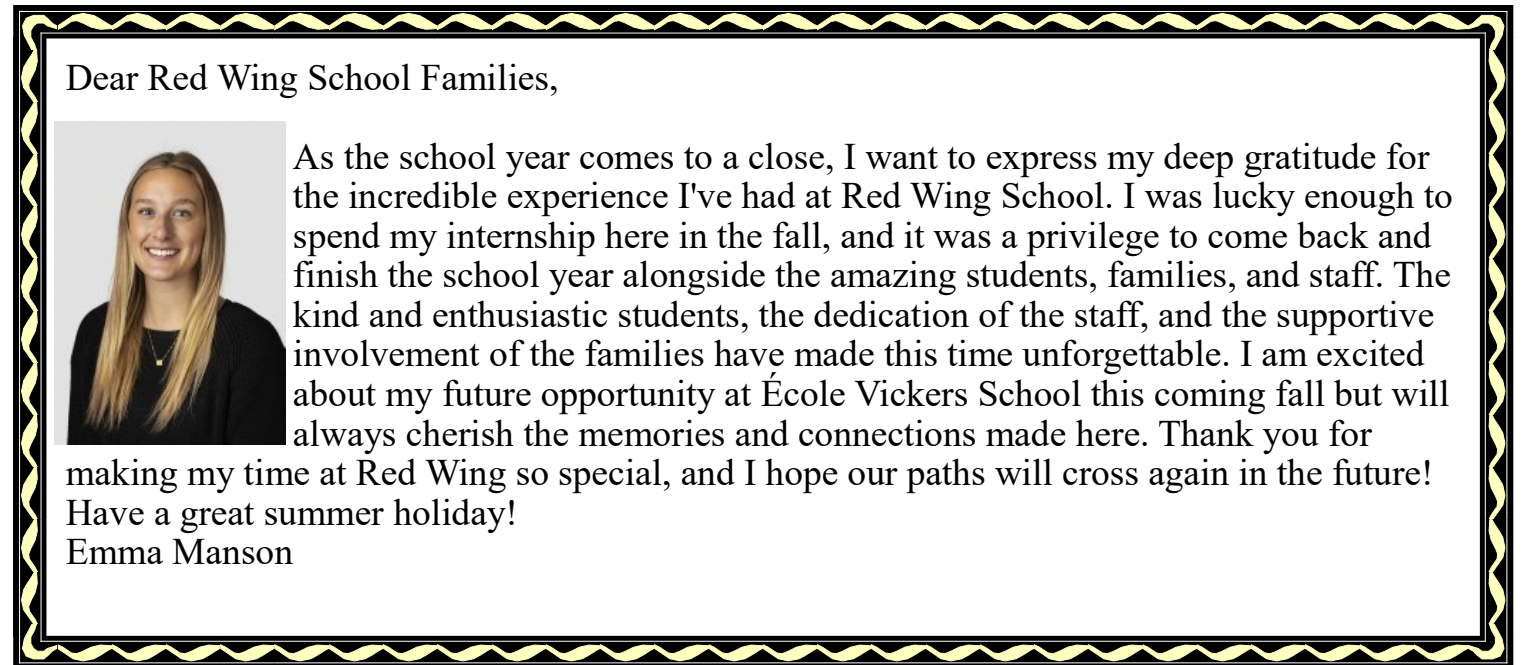 Dear Red Wing School Families,
As the school year comes to a close, I want to express my deep gratitude for
the incredible experience I've had at Red Wing School. I was lucky enough to
spend my internship here in the fall, and it was a privilege to come back and
finish the school year alongside the amazing students, families, and staff. The
kind and enthusiastic students, the dedication of the staff, and the supportive
involvement of the families have made this time unforgettable. I am excited
about my future opportunity at École Vickers School this coming fall but will
always cherish the memories and connections made here. Thank you for
making my time at Red Wing so special, and I hope our paths will cross again in the future!
Have a great summer holiday!
Emma Manson